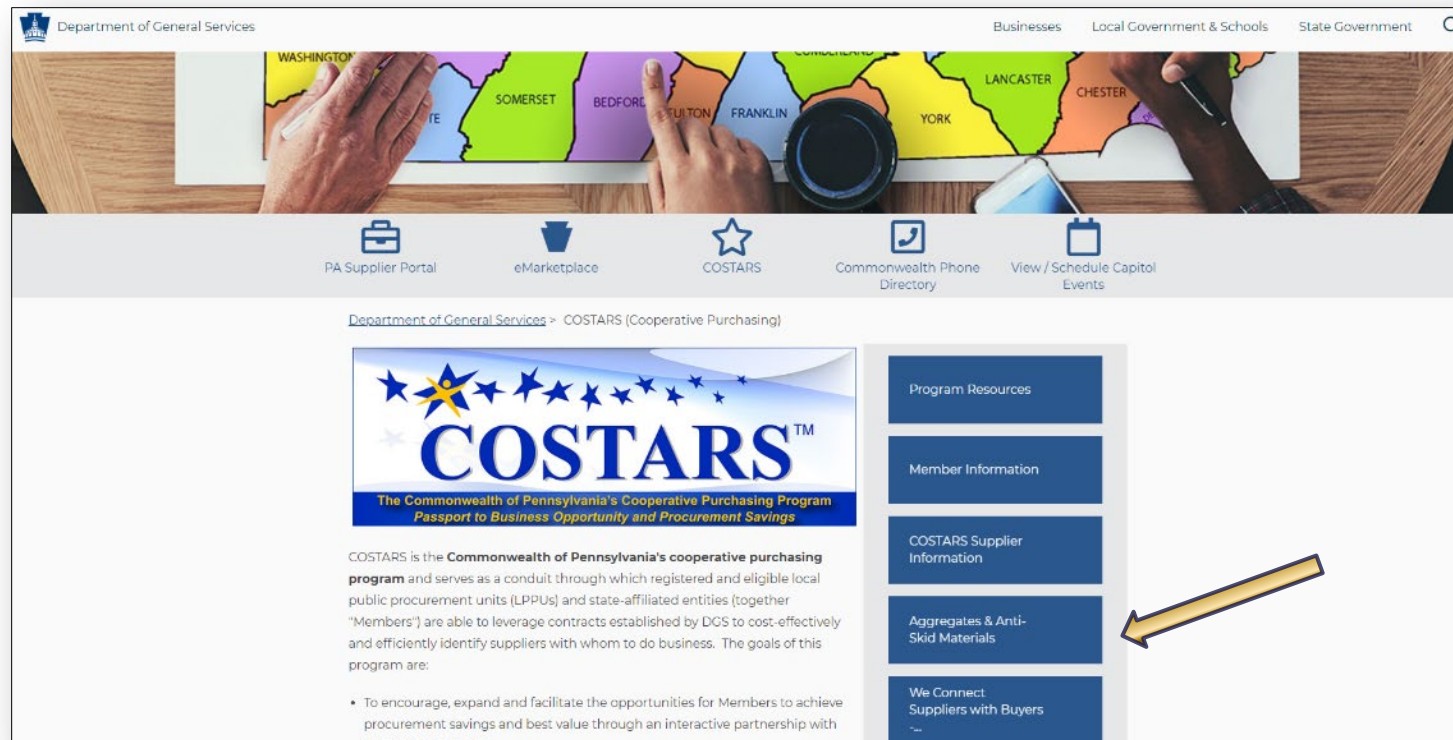 Department of General Services
Businesses Local Government & Schools State Government
WASHINGTON
SOMERSET
BEDFORD
FULTON
FRANKLIN
CUMBERLAND
YORK
LANCASTER
CHESTER
PA Supplier Portal
eMarketplace
COSTARS
Commonwealth Phone
Directory
View / Schedule Capitol
Events
Department of General Services > COSTARS (Cooperative Purchasing)
COSTARS™
The Commonwealth of Pennsylvania's Cooperative Purchasing Program
Passport to Business Opportunity and Procurement Savings
COSTARS is the Commonwealth of Pennsylvania's cooperative purchasing
program and serves as a conduit through which registered and eligible local
public procurement units (LPPUs) and state-affiliated entities (together
"Members") are able to leverage contracts established by DGS to cost-effectively
and efficiently identify suppliers with whom to do business. The goals of this
program are:
• To encourage, expand and facilitate the opportunities for Members to achieve
procurement savings and best value through an interactive partnership with
Program Resources
Member Information
COSTARS Supplier
Information
Aggregates & Anti-
Skid Materials
We Connect
Suppliers with Buyers
-...